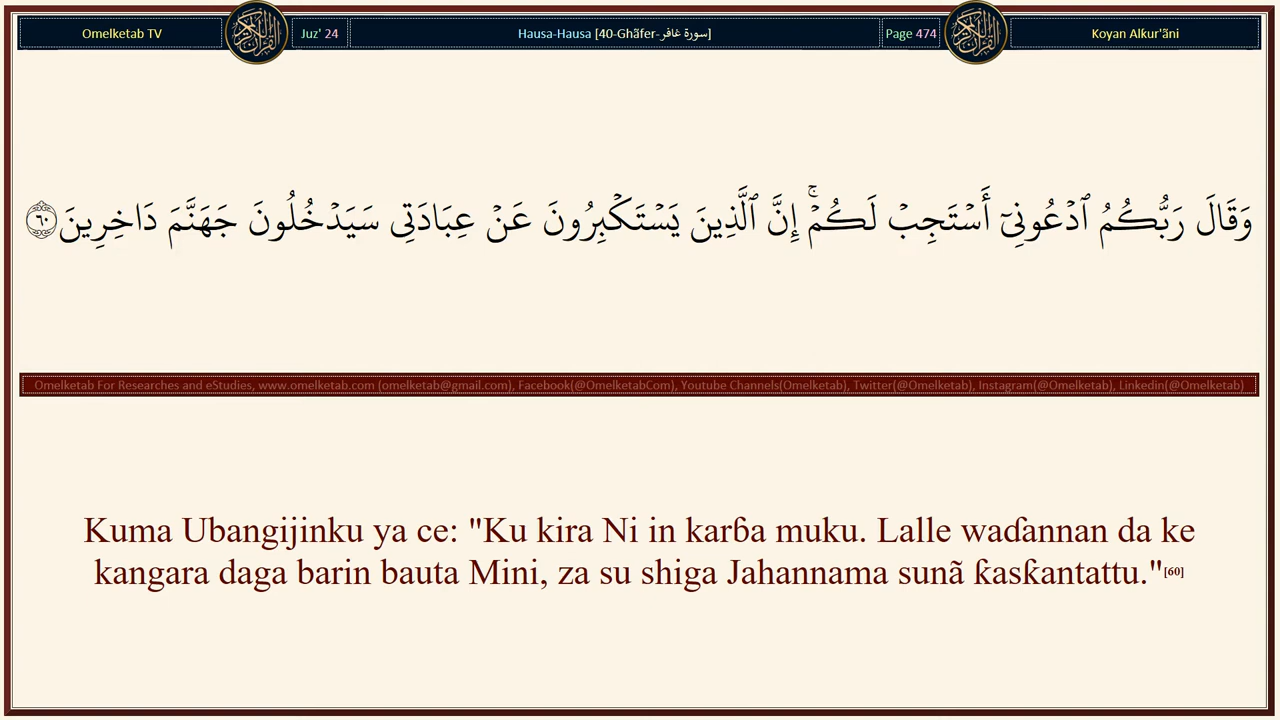 Omelketab TV
Juz' 24
Hausa-Hausa [40-Ghãfer-سورة غافر]
Page 474
Koyan Alƙur'ãni
وَقَالَ رَبُّكُمُ ٱدۡعُونِيٓ أَسۡتَجِبۡ لَكُمۡۚ إِنَّ ٱلَّذِينَ يَسۡتَكۡبِرُونَ عَنۡ عِبَادَتِي سَيَدۡخُلُونَ جَهَنَّمَ دَاخِرِينَ ٦٠
Omelketab For Researches and eStudies, www.omelketab.com (omelketab@gmail.com), Facebook(@OmelketabCom), Youtube Channels(Omelketab), Twitter(@Omelketab), Instagram(@Omelketab), Linkedin(@Omelketab)
Kuma Ubangijinku ya ce: "Ku kira Ni in karɓa muku. Lalle waɗannan da ke
kangara daga barin bauta Mini, za su shiga Jahannama sunã ƙasƙantattu."[60]